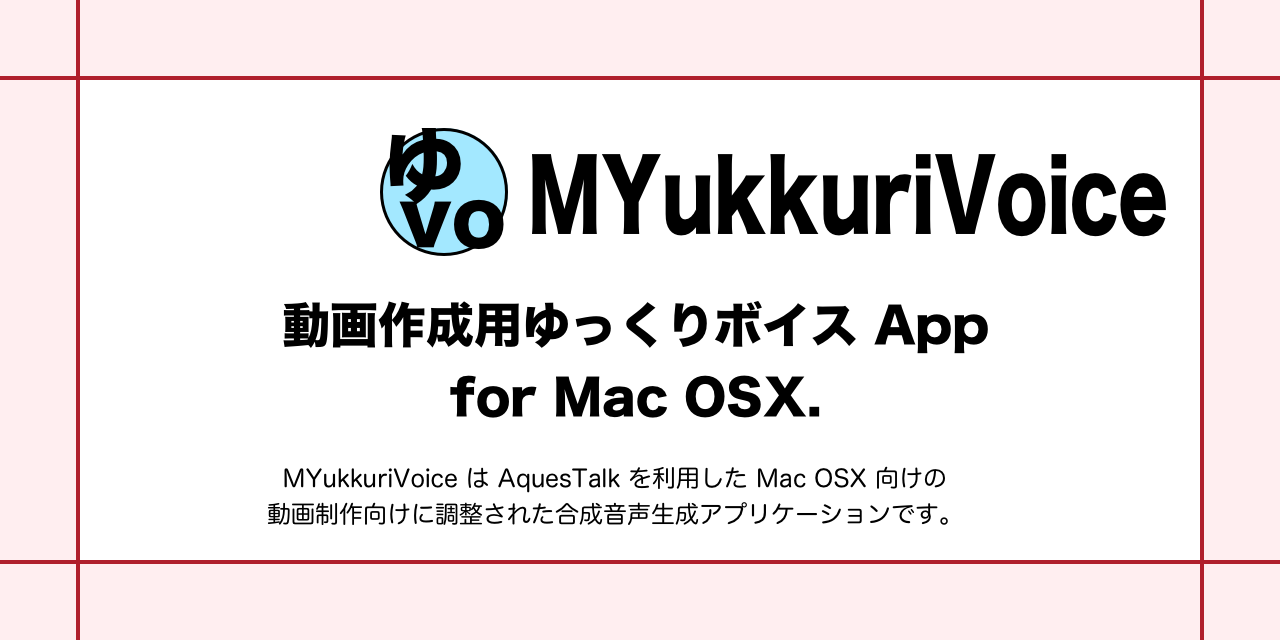 ゆ
vo
MYukkuriVoice
動画作成用ゆっくりボイス App
for Mac OSX.
MYukkuriVoice は AquesTalk を利用した Mac OSX 向けの
動画制作向けに調整された合成音声生成アプリケーションです。